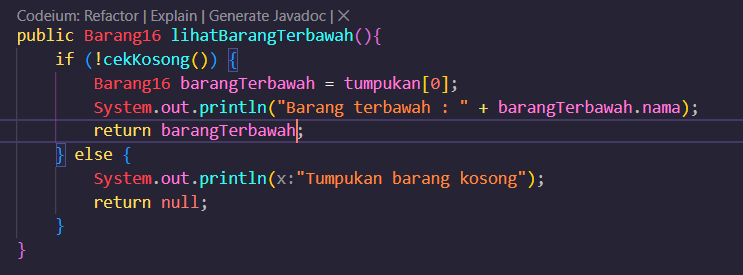 Codeium: Refactor | Explain | Generate Javadoc | ×
public Barang16 lihatBarangTerbawah(){
if (!cekKosong()) {
Barang16 barangTerbawah = tumpukan[0];
System.out.println("Barang terbawah : " + barangTerbawah.nama);
return barangTerbawah;
} else {
System.out.println(x:"Tumpukan barang kosong");
return null;
}
}